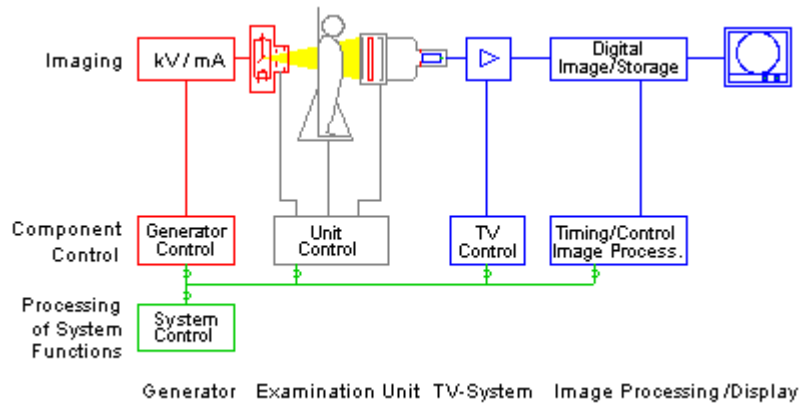 Imaging
kV/mA
Digital
Image/Storage
Component
Control
Generator
Control
Unit
Control
TV
Control
Timing/Control
Image Process.
Processing
of System
Functions
System
Control
Generator
Examination Unit
TV-System
Image Processing/Display